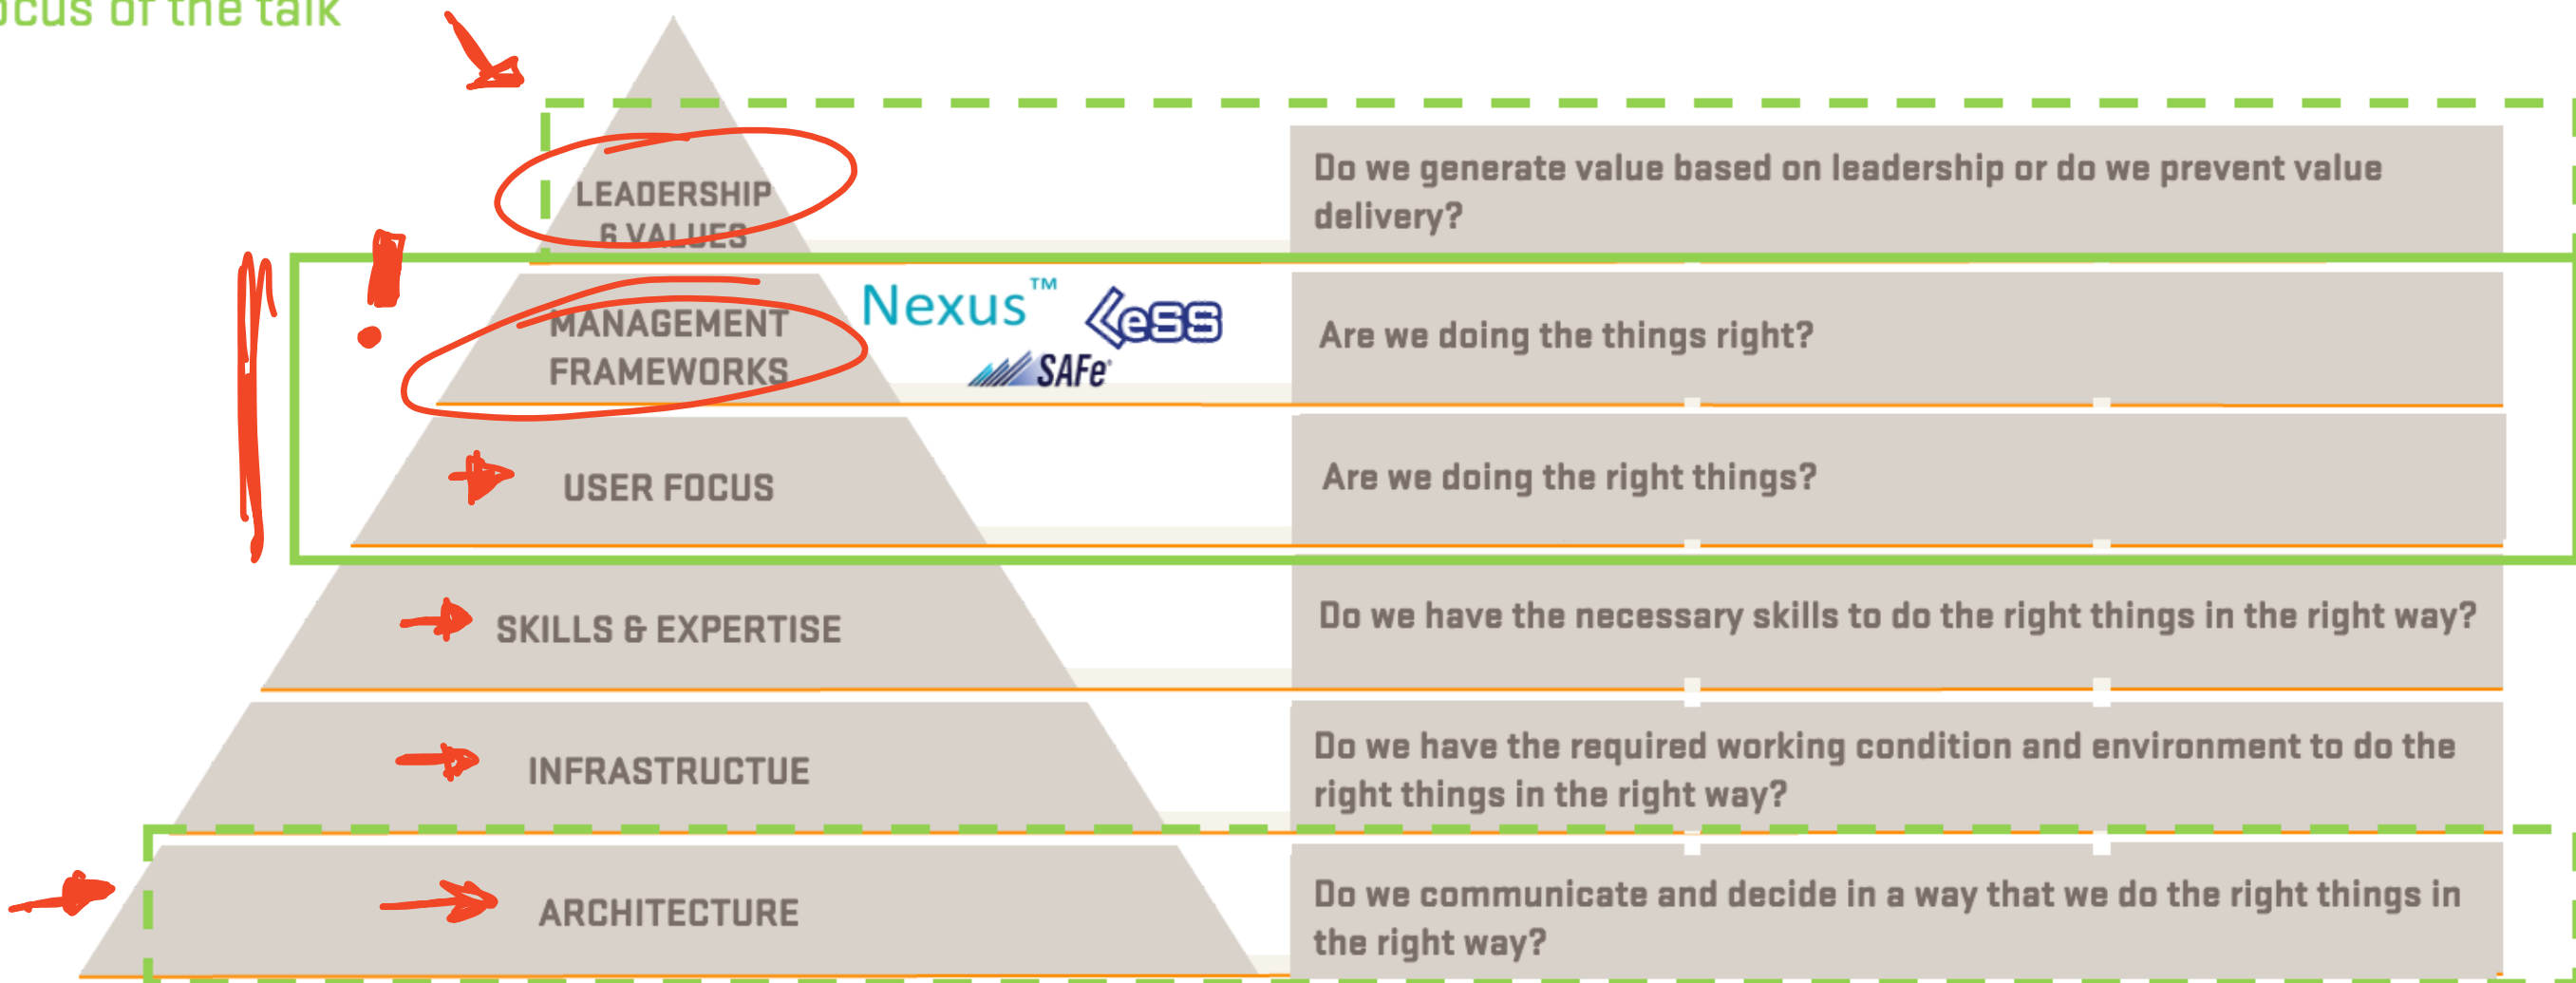 ocus of the talk
LEADERSHIP
& VALUES
Do we generate value based on leadership or do we prevent value
delivery?
MANAGEMENT
FRAMEWORKS
Nexus™
LeSS
SAFe®
Are we doing the things right?
USER FOCUS
Are we doing the right things?
SKILLS & EXPERTISE
Do we have the necessary skills to do the right things in the right way?
INFRASTRUCTUE
Do we have the required working condition and environment to do the
right things in the right way?
ARCHITECTURE
Do we communicate and decide in a way that we do the right things in
the right way?